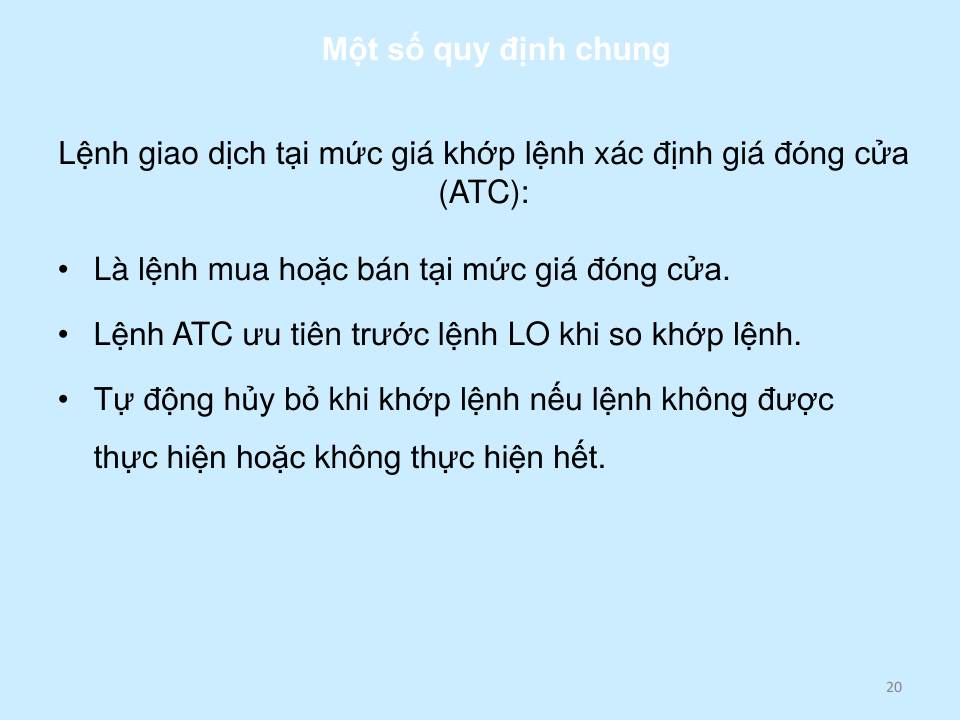 Một số quy định chung
Lệnh giao dịch tại mức giá khớp lệnh xác định giá đóng cửa
(ATC):
• Là lệnh mua hoặc bán tại mức giá đóng cửa.
• Lệnh ATC ưu tiên trước lệnh LO khi so khớp lệnh.
• Tự động hủy bỏ khi khớp lệnh nếu lệnh không được
thực hiện hoặc không thực hiện hết.
20